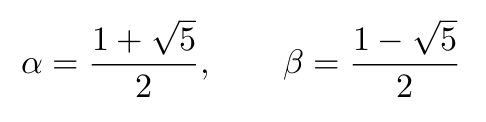 α = (1 + √5)/2, β = (1 − √5)/2